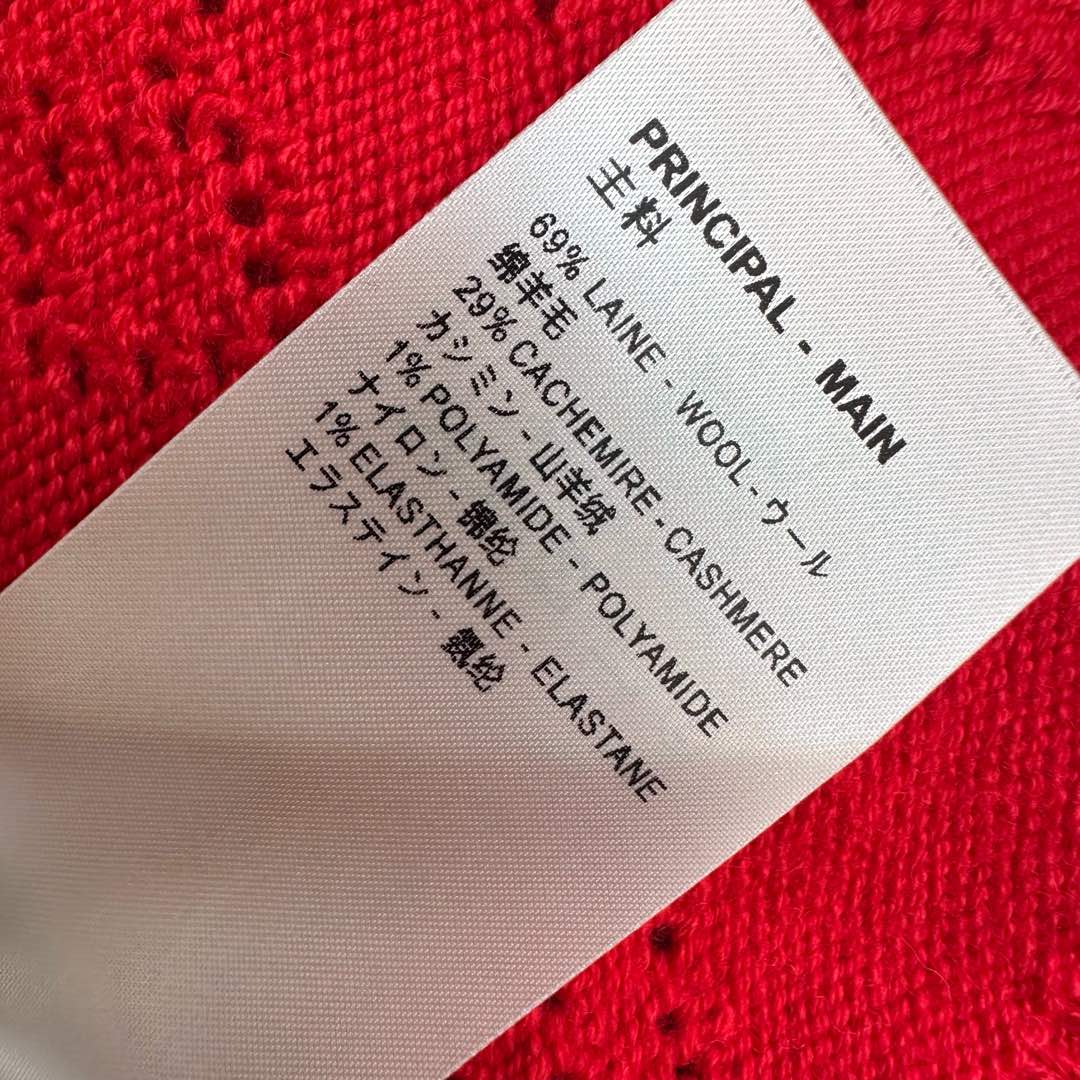 PRINCIPAL - MAIN
主料
69% LAINE - WOOL - ウール
绵羊毛
29% CACHEMIRE - CASHMERE
カシミン - 山羊绒
1% POLYAMIDE - POLYAMIDE
ナイロン - 锦纶
1% ELASTHANNE - ELASTANE
エラステイン - 氨纶